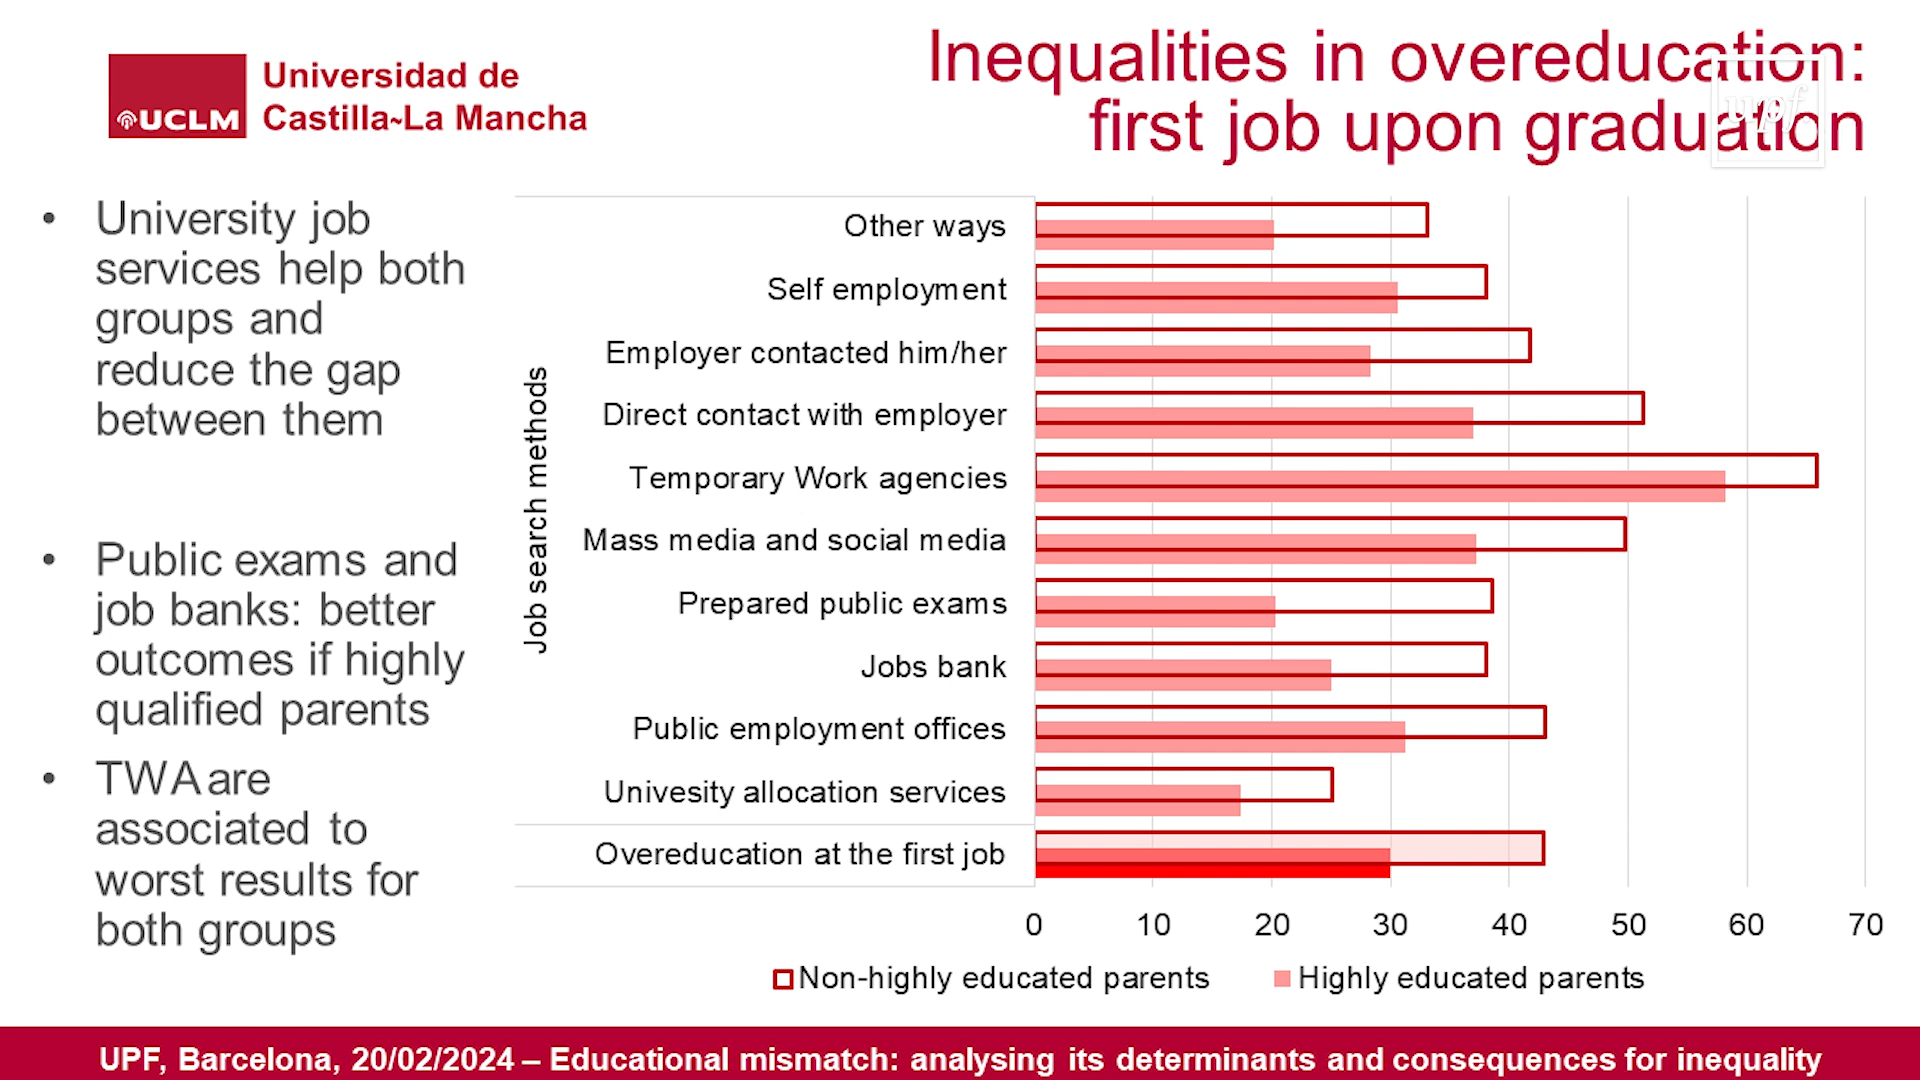 UCLM
Universidad de
Castilla~La Mancha
Inequalities in overeducation:
first job upon graduation
upf.
• University job
services help both
groups and
reduce the gap
between them
• Public exams and
job banks: better
outcomes if highly
qualified parents
• TWA are
associated to
worst results for
both groups
Job search methods
Other ways
Self employment
Employer contacted him/her
Direct contact with employer
Temporary Work agencies
Mass media and social media
Prepared public exams
Jobs bank
Public employment offices
Univesity allocation services
Overeducation at the first job
0 10 20 30 40 50 60 70
Non-highly educated parents Highly educated parents
UPF, Barcelona, 20/02/2024 – Educational mismatch: analysing its determinants and consequences for inequality